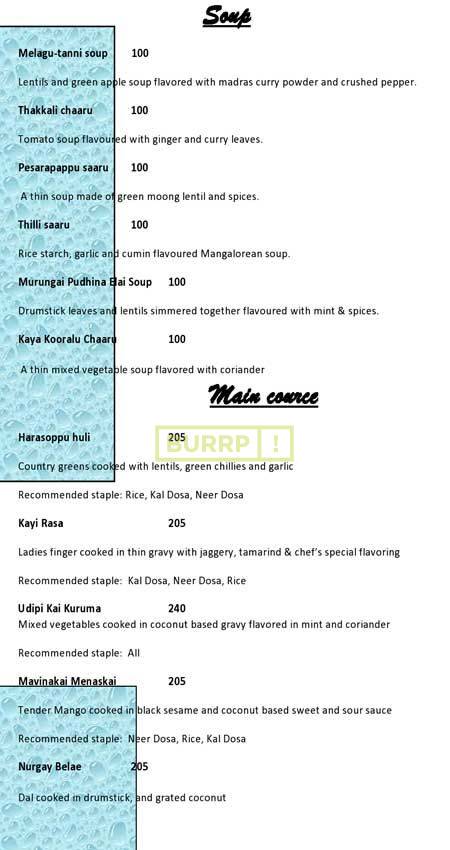 Soup
Melagu-tanni soup 100
Lentils and green apple soup flavored with madras curry powder and crushed pepper.
Thakkali chaaru 100
Tomato soup flavoured with ginger and curry leaves.
Pesarapappu saaru 100
A thin soup made of green moong lentil and spices.
Thilli saaru 100
Rice starch, garlic and cumin flavoured Mangalorean soup.
Murungai Pudhina Elai Soup 100
Drumstick leaves and lentils simmered together flavoured with mint & spices.
Kaya Kooralu Chaaru 100
A thin mixed vegetable soup flavored with coriander
Main cource
Harasoppu huli 205
BURRP !
Country greens cooked with lentils, green chillies and garlic
Recommended staple: Rice, Kal Dosa, Neer Dosa
Kayi Rasa 205
Ladies finger cooked in thin gravy with jaggery, tamarind & chef's special flavoring
Recommended staple: Kal Dosa, Neer Dosa, Rice
Udipi Kai Kuruma 240
Mixed vegetables cooked in coconut based gravy flavored in mint and coriander
Recommended staple: All
Mavinakai Menaskai 205
Tender Mango cooked in black sesame and coconut based sweet and sour sauce
Recommended staple: Neer Dosa, Rice, Kal Dosa
Nurgay Belae 205
Dal cooked in drumstick, and grated coconut